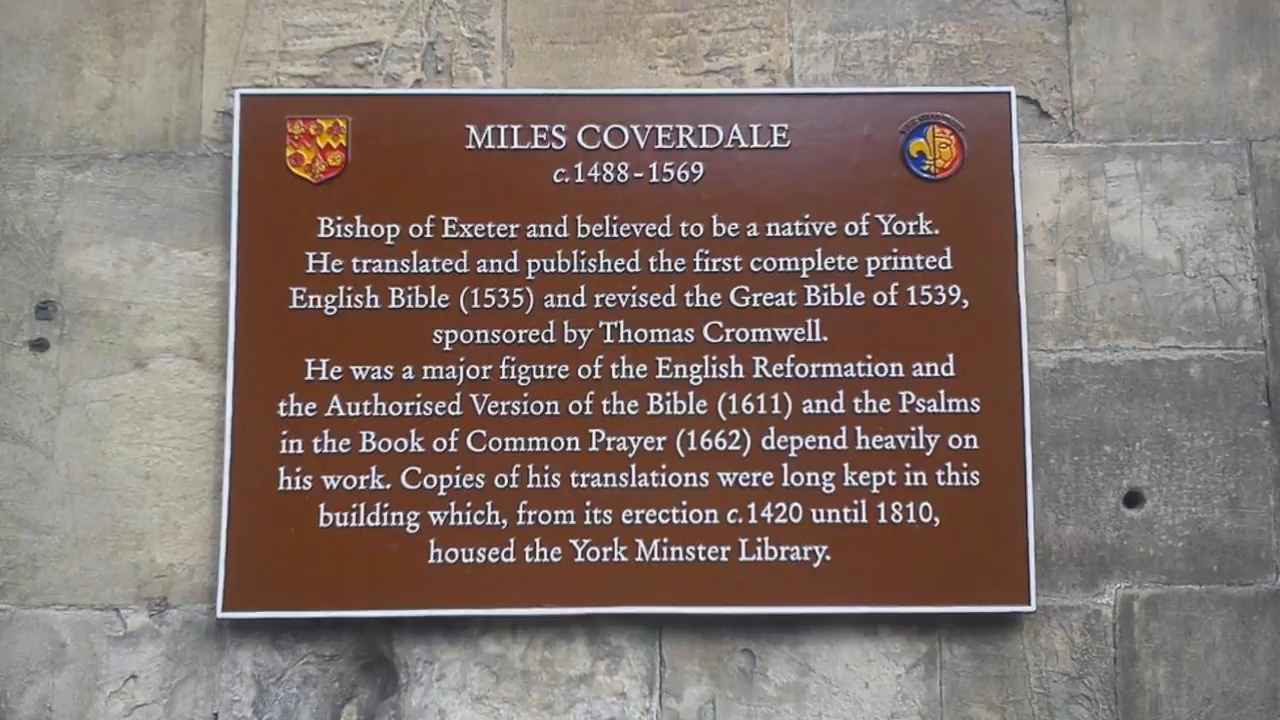 MILES COVERDALE
c.1488-1569
Bishop of Exeter and believed to be a native of York.
He translated and published the first complete printed
English Bible (1535) and revised the Great Bible of 1539,
sponsored by Thomas Cromwell.
He was a major figure of the English Reformation and
the Authorised Version of the Bible (1611) and the Psalms
in the Book of Common Prayer (1662) depend heavily on
his work. Copies of his translations were long kept in this
building which, from its erection c.1420 until 1810,
housed the York Minster Library.